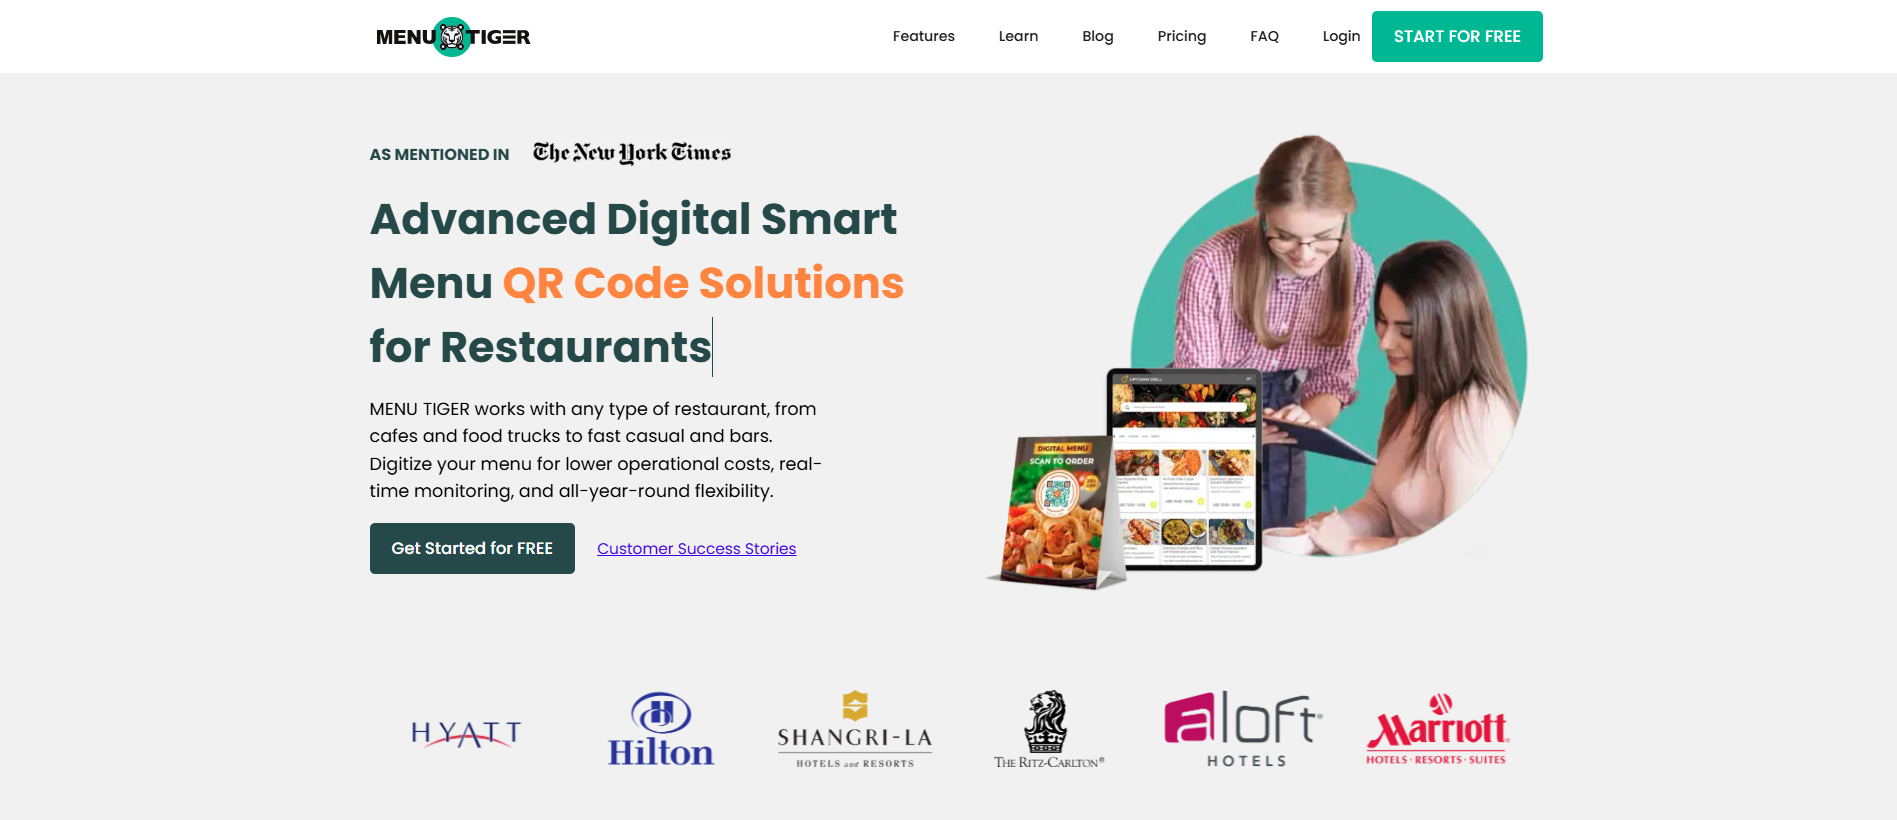 MENU TIGER
Features
Learn
Blog
Pricing
FAQ
Login
START FOR FREE
AS MENTIONED IN The New York Times
Advanced Digital Smart
Menu QR Code Solutions
for Restaurants
MENU TIGER works with any type of restaurant, from
cafes and food trucks to fast casual and bars.
Digitize your menu for lower operational costs, real-
time monitoring, and all-year-round flexibility.
Get Started for FREE
Customer Success Stories
UPTOWN GRILL
DIGITAL MENU
SCAN TO ORDER
HYATT
Hilton
SHANGRI-LA
HOTELS and RESORTS
THE RITZ-CARLTON®
aloft®
HOTELS
Marriott®
HOTELS · RESORTS · SUITES